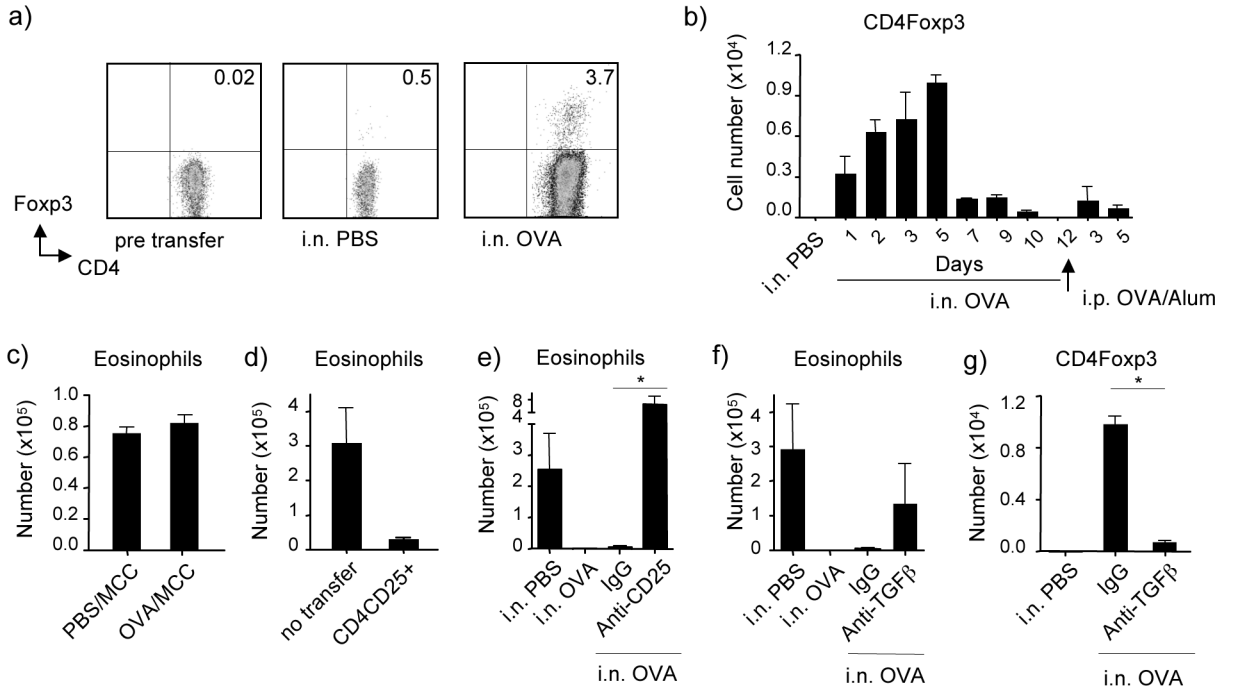 a)
0.02
0.5
3.7
Foxp3
CD4
pre transfer
i.n. PBS
i.n. OVA
b)
CD4Foxp3
Cell number (x10⁴)
1.2
0.9
0.6
0.3
0.0
i.n. PBS
1
2
3
5
7
9
10
12
3
5
Days
i.n. OVA
i.p. OVA/Alum
c)
Eosinophils
Number (x10⁵)
1.0
0.8
0.6
0.4
0.2
0.0
PBS/MCC
OVA/MCC
d)
Eosinophils
Number (x10⁵)
4
3
2
1
0
no transfer
CD4CD25+
e)
Eosinophils
*
Number (x10⁵)
8
4
3
2
1
0
i.n. PBS
i.n. OVA
IgG
Anti-CD25
i.n. OVA
f)
Eosinophils
Number (x10⁵)
4
3
2
1
0
i.n. PBS
i.n. OVA
IgG
Anti-TGFβ
i.n. OVA
g)
CD4Foxp3
*
Number (x10⁴)
1.2
0.8
0.4
0.0
i.n. PBS
IgG
Anti-TGFβ
i.n. OVA